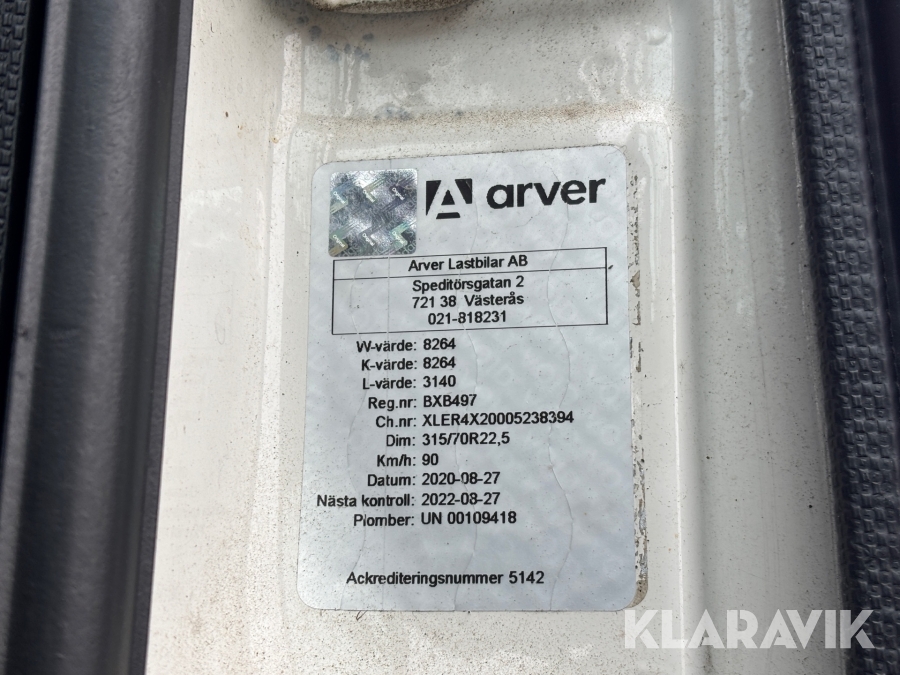 arver
Arver Lastbilar AB
Speditörsgatan 2
721 38 Västerås
021-818231
W-värde: 8264
K-värde: 8264
L-värde: 3140
Reg.nr: BXB497
Ch.nr: XLER4X20005238394
Dim: 315/70R22,5
Km/h: 90
Datum: 2020-08-27
Nästa kontroll: 2022-08-27
Plomber: UN 00109418
Ackrediteringsnummer 5142
KLARAVIK